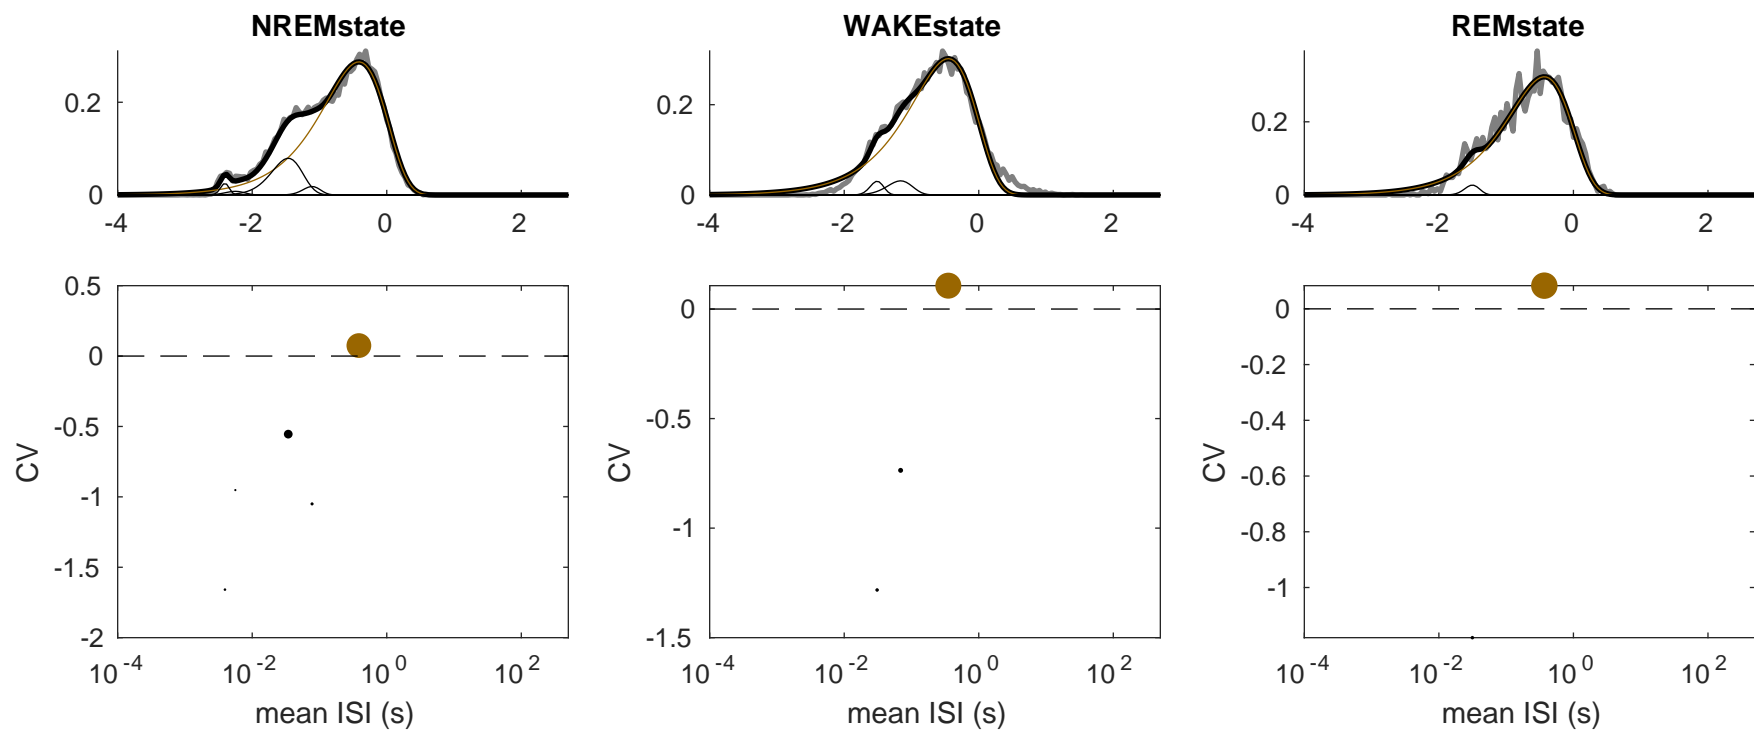 NREMstate WAKEstate REMstate
0.2 0.2 0.2
0 0 0
-4 -2 0 2 -4 -2 0 2 -4 -2 0 2
0.5
0 0 0
-0.2
-0.5 -0.5 -0.4
CV CV CV
-1 -0.6
-1 -0.8
-1.5 -1
-2 -1.5
10^-4 10^-2 10^0 10^2 10^-4 10^-2 10^0 10^2 10^-4 10^-2 10^0 10^2
mean ISI (s) mean ISI (s) mean ISI (s)